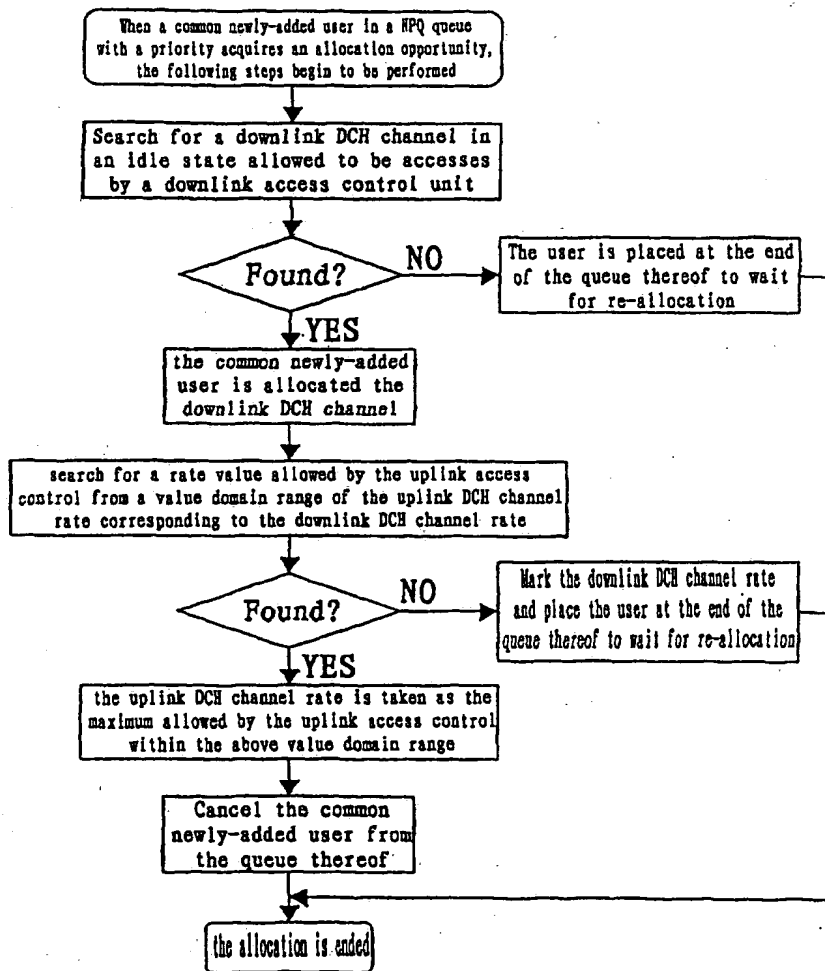 When a common newly-added user in a NPQ queue
with a priority acquires an allocation opportunity,
the following steps begin to be performed
Search for a downlink DCH channel in
an idle state allowed to be accesses
by a downlink access control unit
Found?
NO
The user is placed at the end
of the queue thereof to wait
for re-allocation
YES
the common newly-added
user is allocated the
downlink DCH channel
search for a rate value allowed by the uplink access
control from a value domain range of the uplink DCH channel
rate corresponding to the downlink DCH channel rate
Found?
NO
Mark the downlink DCH channel rate
and place the user at the end of the
queue thereof to wait for re-allocation
YES
the uplink DCH channel rate is taken as the
maximum allowed by the uplink access control
within the above value domain range
Cancel the common
newly-added user from
the queue thereof
the allocation is ended